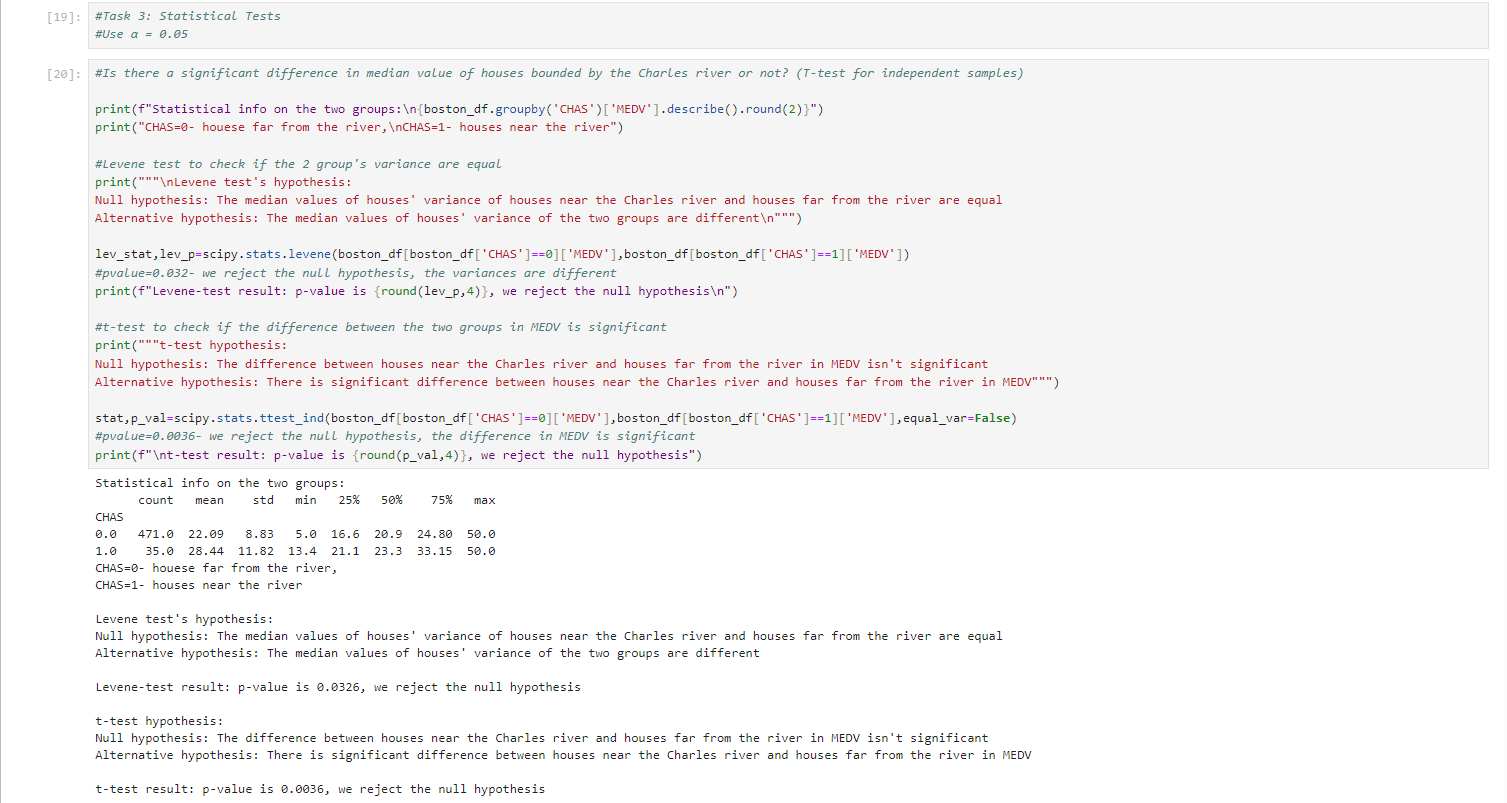 [19]: #Task 3: Statistical Tests
#Use α = 0.05
[20]: #Is there a significant difference in median value of houses bounded by the Charles river or not? (T-test for independent samples)
print(f"Statistical info on the two groups:\n{boston_df.groupby('CHAS')['MEDV'].describe().round(2)}")
print("CHAS=0- houese far from the river,\nCHAS=1- houses near the river")
#Levene test to check if the 2 group's variance are equal
print("""\nLevene test's hypothesis:
Null hypothesis: The median values of houses' variance of houses near the Charles river and houses far from the river are equal
Alternative hypothesis: The median values of houses' variance of the two groups are different\n""")
lev_stat,lev_p=scipy.stats.levene(boston_df[boston_df['CHAS']==0]['MEDV'],boston_df[boston_df['CHAS']==1]['MEDV'])
#pvalue=0.032- we reject the null hypothesis, the variances are different
print(f"Levene-test result: p-value is {round(lev_p,4)}, we reject the null hypothesis\n")
#t-test to check if the difference between the two groups in MEDV is significant
print("""t-test hypothesis:
Null hypothesis: The difference between houses near the Charles river and houses far from the river in MEDV isn't significant
Alternative hypothesis: There is significant difference between houses near the Charles river and houses far from the river in MEDV""")
stat,p_val=scipy.stats.ttest_ind(boston_df[boston_df['CHAS']==0]['MEDV'],boston_df[boston_df['CHAS']==1]['MEDV'],equal_var=False)
#pvalue=0.0036- we reject the null hypothesis, the difference in MEDV is significant
print(f"\nt-test result: p-value is {round(p_val,4)}, we reject the null hypothesis")
Statistical info on the two groups:
count mean std min 25% 50% 75% max
CHAS
0.0 471.0 22.09 8.83 5.0 16.6 20.9 24.80 50.0
1.0 35.0 28.44 11.82 13.4 21.1 23.3 33.15 50.0
CHAS=0- houese far from the river,
CHAS=1- houses near the river
Levene test's hypothesis:
Null hypothesis: The median values of houses' variance of houses near the Charles river and houses far from the river are equal
Alternative hypothesis: The median values of houses' variance of the two groups are different
Levene-test result: p-value is 0.0326, we reject the null hypothesis
t-test hypothesis:
Null hypothesis: The difference between houses near the Charles river and houses far from the river in MEDV isn't significant
Alternative hypothesis: There is significant difference between houses near the Charles river and houses far from the river in MEDV
t-test result: p-value is 0.0036, we reject the null hypothesis